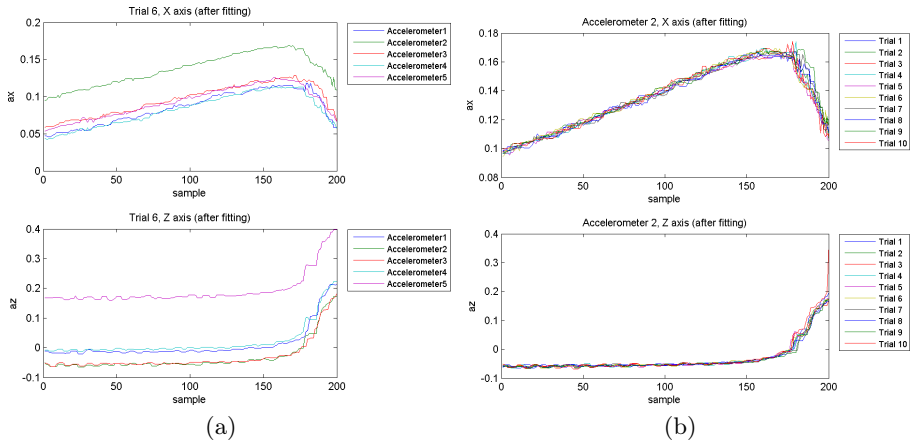 Trial 6, X axis (after fitting)
0.2
0.15
0.1
0.05
0
ax
0
50
100
150
200
sample
Accelerometer1
Accelerometer2
Accelerometer3
Accelerometer4
Accelerometer5
Trial 6, Z axis (after fitting)
0.4
0.3
0.2
0.1
0
-0.1
az
0
50
100
150
200
sample
Accelerometer1
Accelerometer2
Accelerometer3
Accelerometer4
Accelerometer5
(a)
Accelerometer 2, X axis (after fitting)
0.18
0.16
0.14
0.12
0.1
0.08
ax
0
50
100
150
200
sample
Trial 1
Trial 2
Trial 3
Trial 4
Trial 5
Trial 6
Trial 7
Trial 8
Trial 9
Trial 10
Accelerometer 2, Z axis (after fitting)
0.4
0.3
0.2
0.1
0
-0.1
az
0
50
100
150
200
sample
Trial 1
Trial 2
Trial 3
Trial 4
Trial 5
Trial 6
Trial 7
Trial 8
Trial 9
Trial 10
(b)